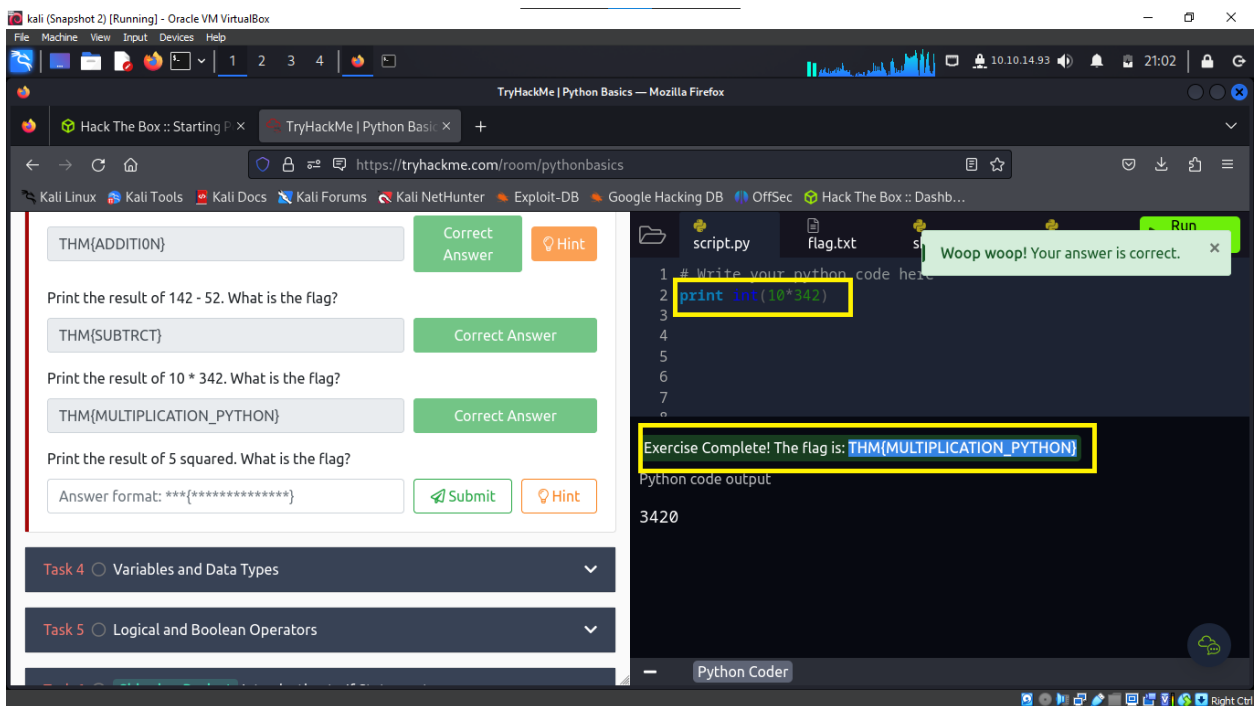 kali (Snapshot 2) [Running] - Oracle VM VirtualBox
File Machine View Input Devices Help
1 2 3 4
10.10.14.93
21:02
TryHackMe | Python Basics — Mozilla Firefox
Hack The Box :: Starting P
TryHackMe | Python Basic
https://tryhackme.com/room/pythonbasics
Kali Linux Kali Tools Kali Docs Kali Forums Kali NetHunter Exploit-DB Google Hacking DB OffSec Hack The Box :: Dashb…
THM{ADDITI0N}
Correct
Answer
Hint
Print the result of 142 - 52. What is the flag?
THM{SUBTRCT}
Correct Answer
Print the result of 10 * 342. What is the flag?
THM{MULTIPLICATION_PYTHON}
Correct Answer
Print the result of 5 squared. What is the flag?
Answer format: ***{**************}
Submit
Hint
Task 4 Variables and Data Types
Task 5 Logical and Boolean Operators
script.py
flag.txt
Run
Woop woop! Your answer is correct.
1 # Write your python code here
2 print int(10*342)
3
4
5
6
7
Exercise Complete! The flag is: THM{MULTIPLICATION_PYTHON}
Python code output
3420
Python Coder
Right Ctrl